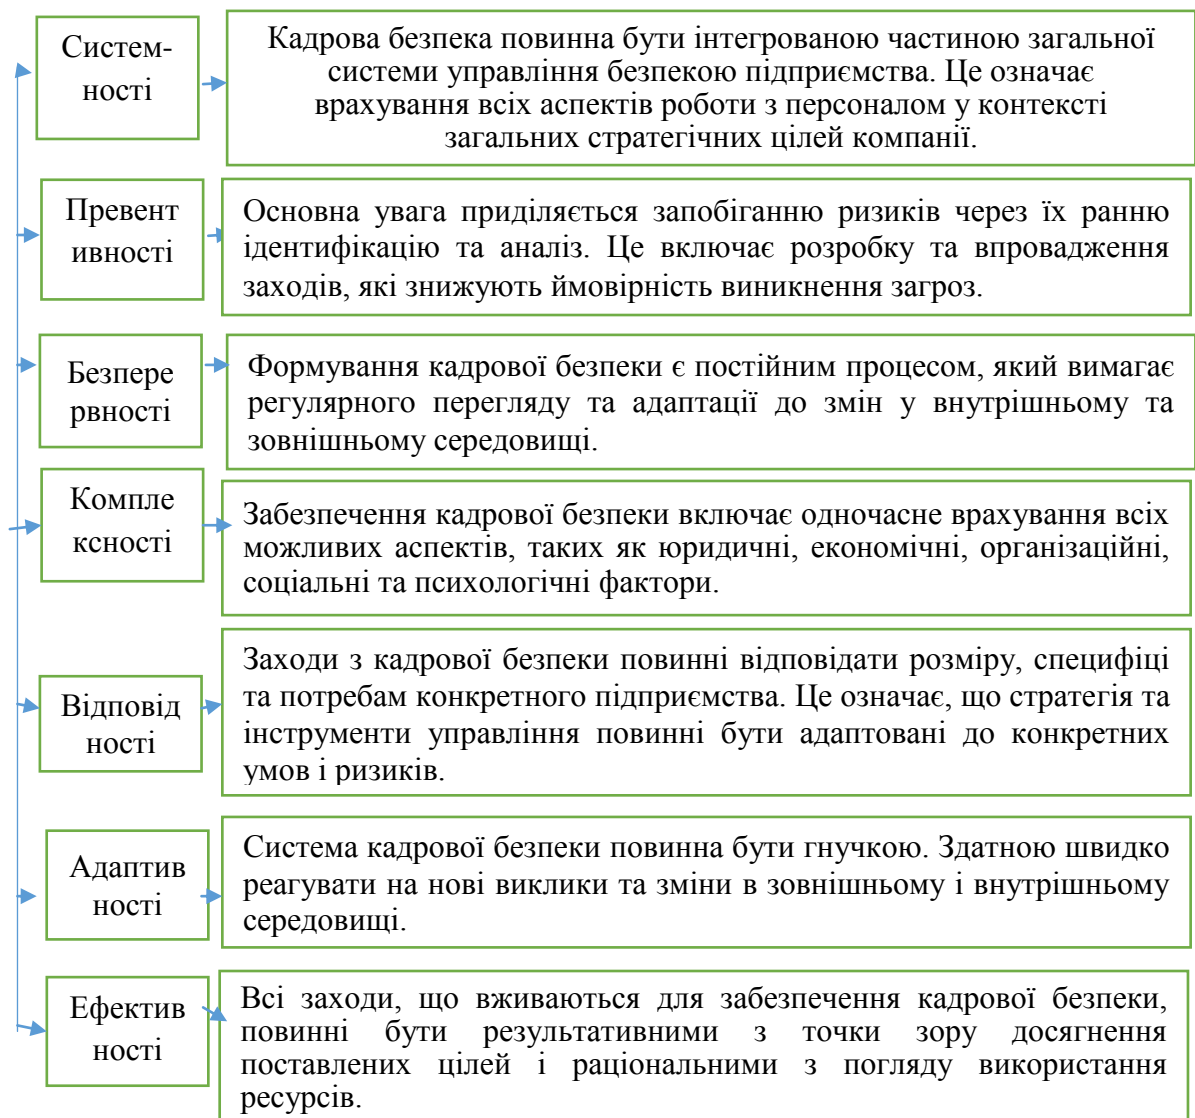 Систем-
ності
Кадрова безпека повинна бути інтегрованою частиною загальної
системи управління безпекою підприємства. Це означає
врахування всіх аспектів роботи з персоналом у контексті
загальних стратегічних цілей компанії.
Превент
ивності
Основна увага приділяється запобіганню ризиків через їх ранню
ідентифікацію та аналіз. Це включає розробку та впровадження
заходів, які знижують ймовірність виникнення загроз.
Безпере
рвності
Формування кадрової безпеки є постійним процесом, який вимагає
регулярного перегляду та адаптації до змін у внутрішньому та
зовнішньому середовищі.
Компле
ксності
Забезпечення кадрової безпеки включає одночасне врахування всіх
можливих аспектів, таких як юридичні, економічні, організаційні,
соціальні та психологічні фактори.
Відповід
ності
Заходи з кадрової безпеки повинні відповідати розміру, специфіці
та потребам конкретного підприємства. Це означає, що стратегія та
інструменти управління повинні бути адаптовані до конкретних
умов і ризиків.
Адаптив
ності
Система кадрової безпеки повинна бути гнучкою. Здатною швидко
реагувати на нові виклики та зміни в зовнішньому і внутрішньому
середовищі.
Ефектив
ності
Всі заходи, що вживаються для забезпечення кадрової безпеки,
повинні бути результативними з точки зору досягнення
поставлених цілей і раціональними з погляду використання
ресурсів.